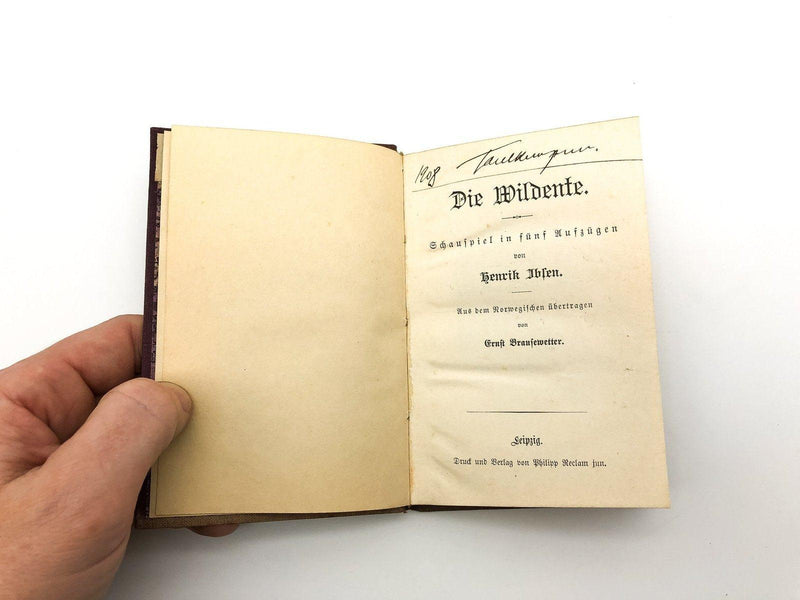 1908
Die Wildente.
Schauspiel in fünf Aufzügen
von
Henrik Ibsen.
Aus dem Norwegischen übertragen
von
Ernst Brausewetter.
Leipzig.
Druck und Verlag von Philipp Reclam jun.